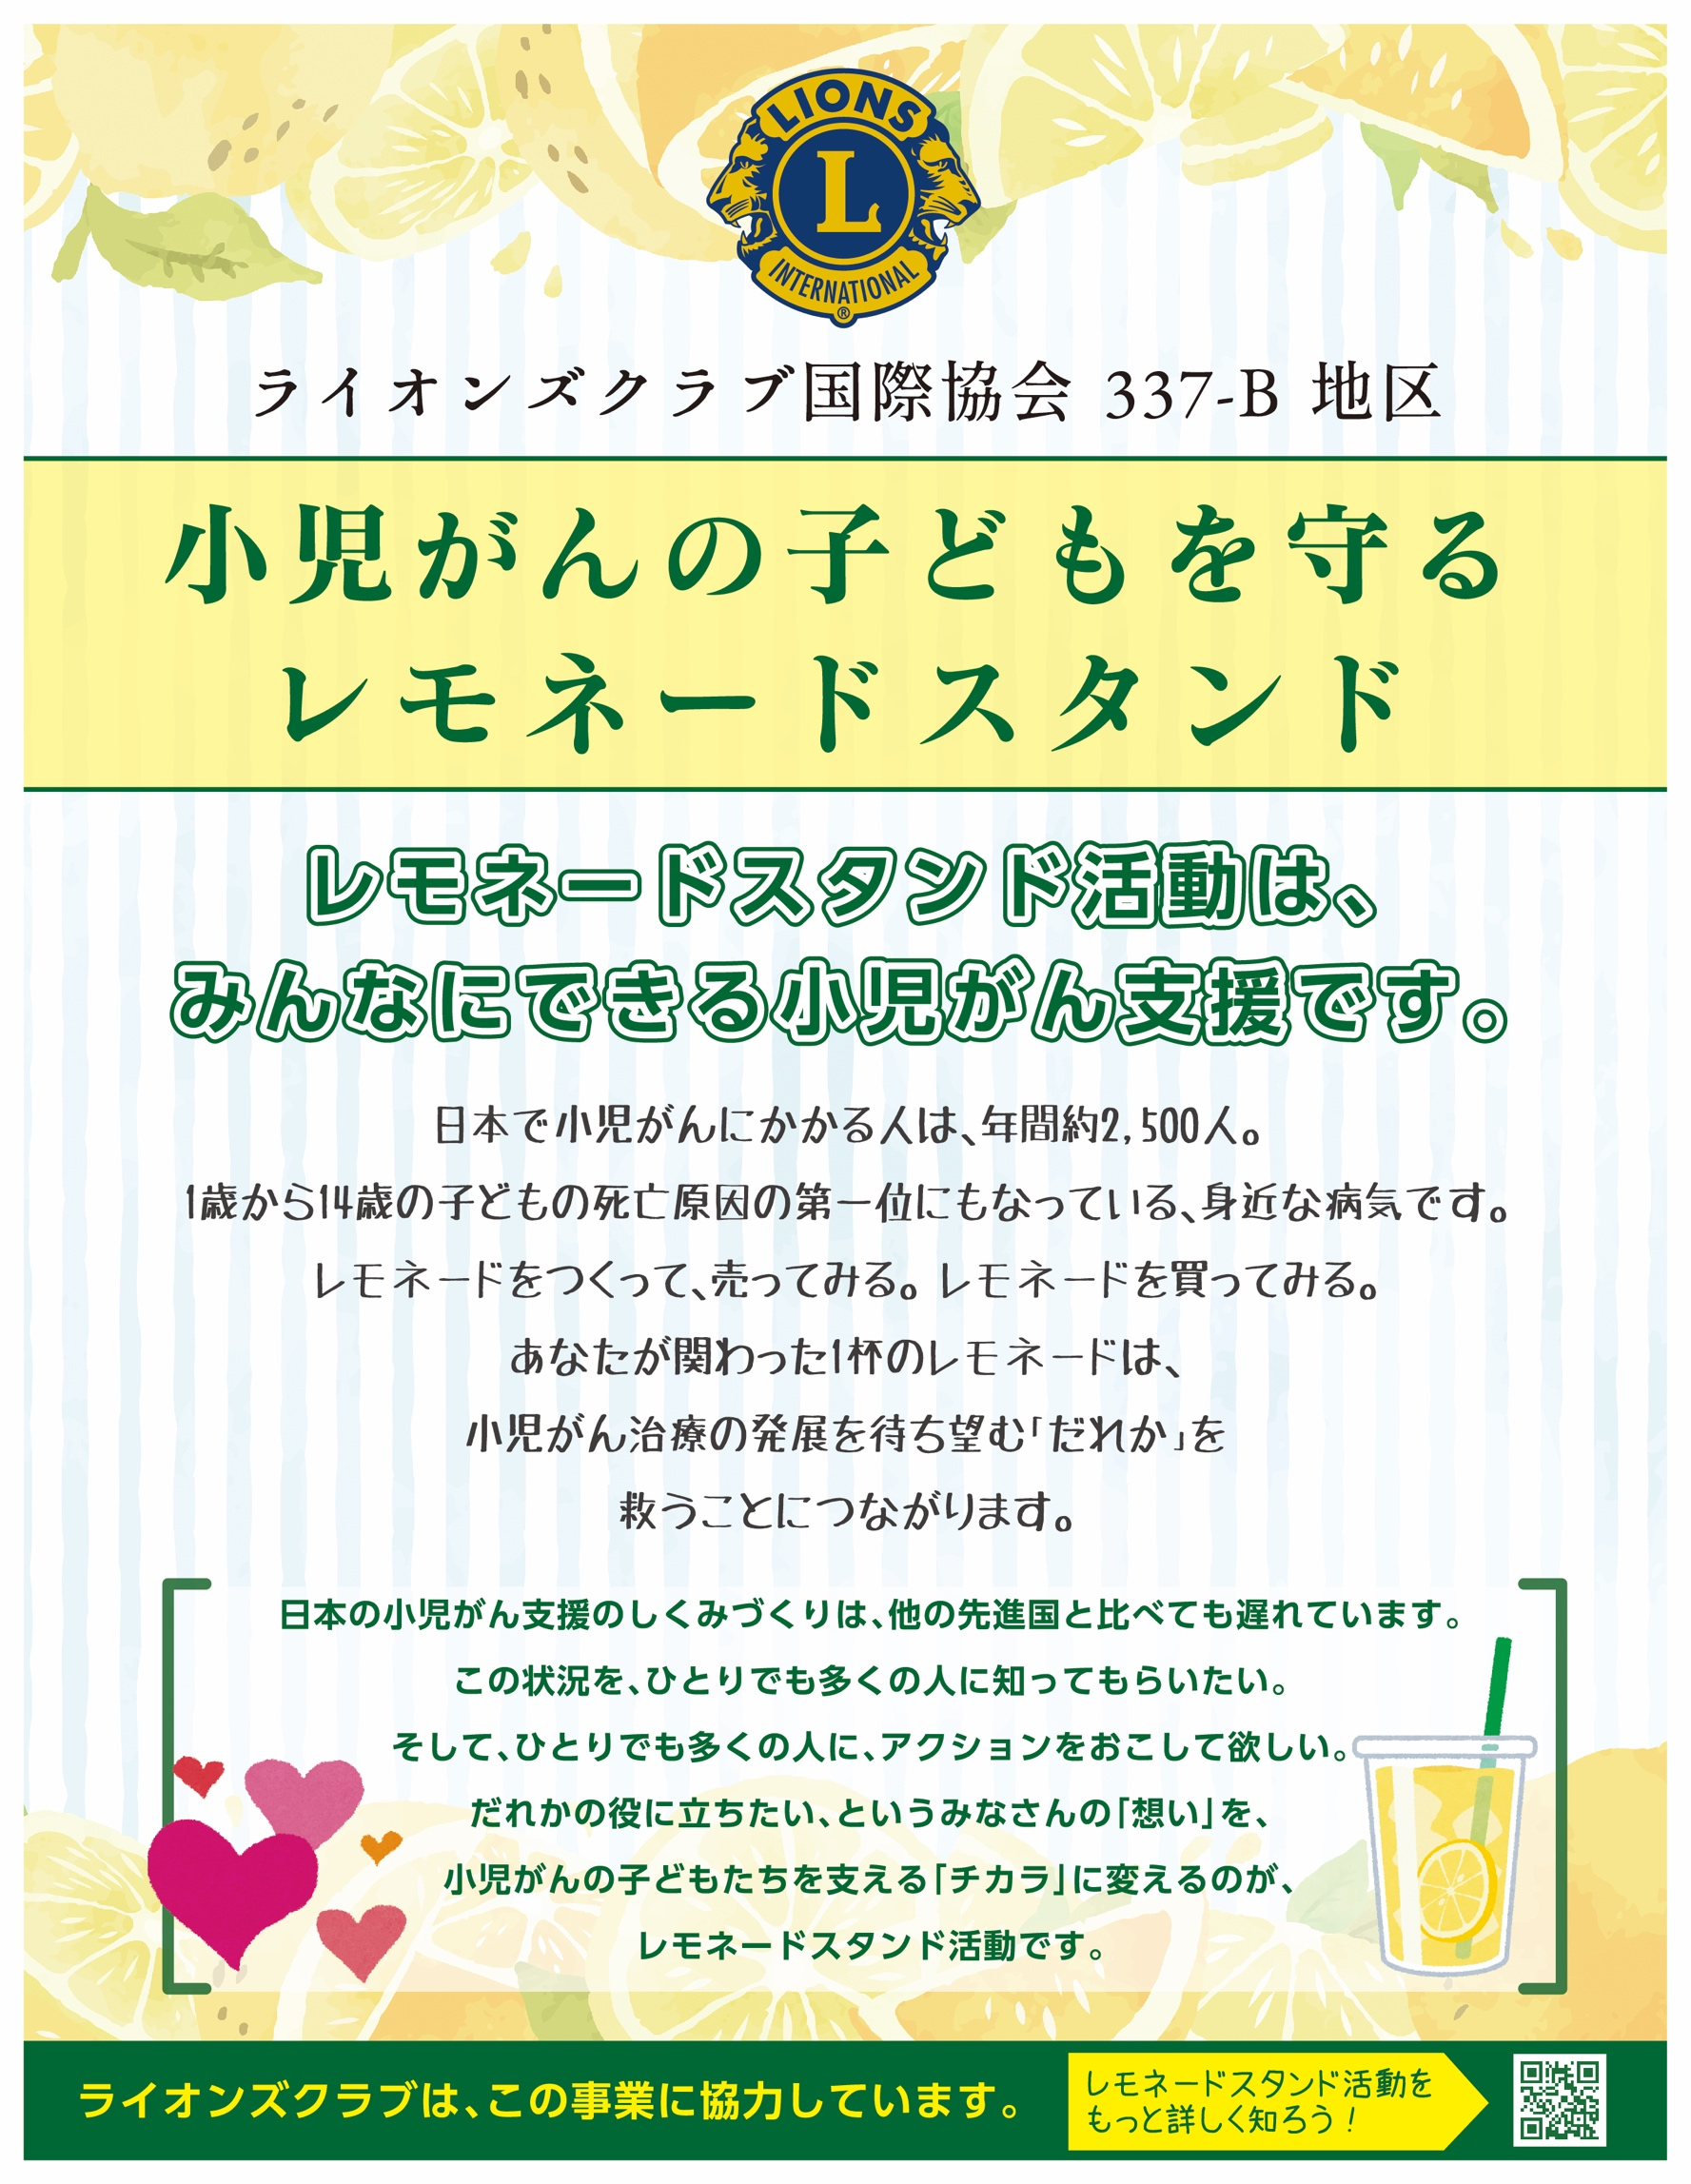 LIONS
L
INTERNATIONAL
®
ライオンズクラブ国際協会 337-B 地区
小児がんの子どもを守る
レモネードスタンド
レモネードスタンド活動は、
みんなにできる小児がん支援です。
日本で小児がんにかかる人は、年間約2,500人。
1歳から14歳の子どもの死亡原因の第一位にもなっている、身近な病気です。
レモネードをつくって、売ってみる。レモネードを買ってみる。
あなたが関わった1杯のレモネードは、
小児がん治療の発展を待ち望む「だれか」を
救うことにつながります。
日本の小児がん支援のしくみづくりは、他の先進国と比べても遅れています。
この状況を、ひとりでも多くの人に知ってもらいたい。
そして、ひとりでも多くの人に、アクションをおこして欲しい。
だれかの役に立ちたい、というみなさんの「想い」を、
小児がんの子どもたちを支える「チカラ」に変えるのが、
レモネードスタンド活動です。
ライオンズクラブは、この事業に協力しています。
レモネードスタンド活動を
もっと詳しく知ろう！